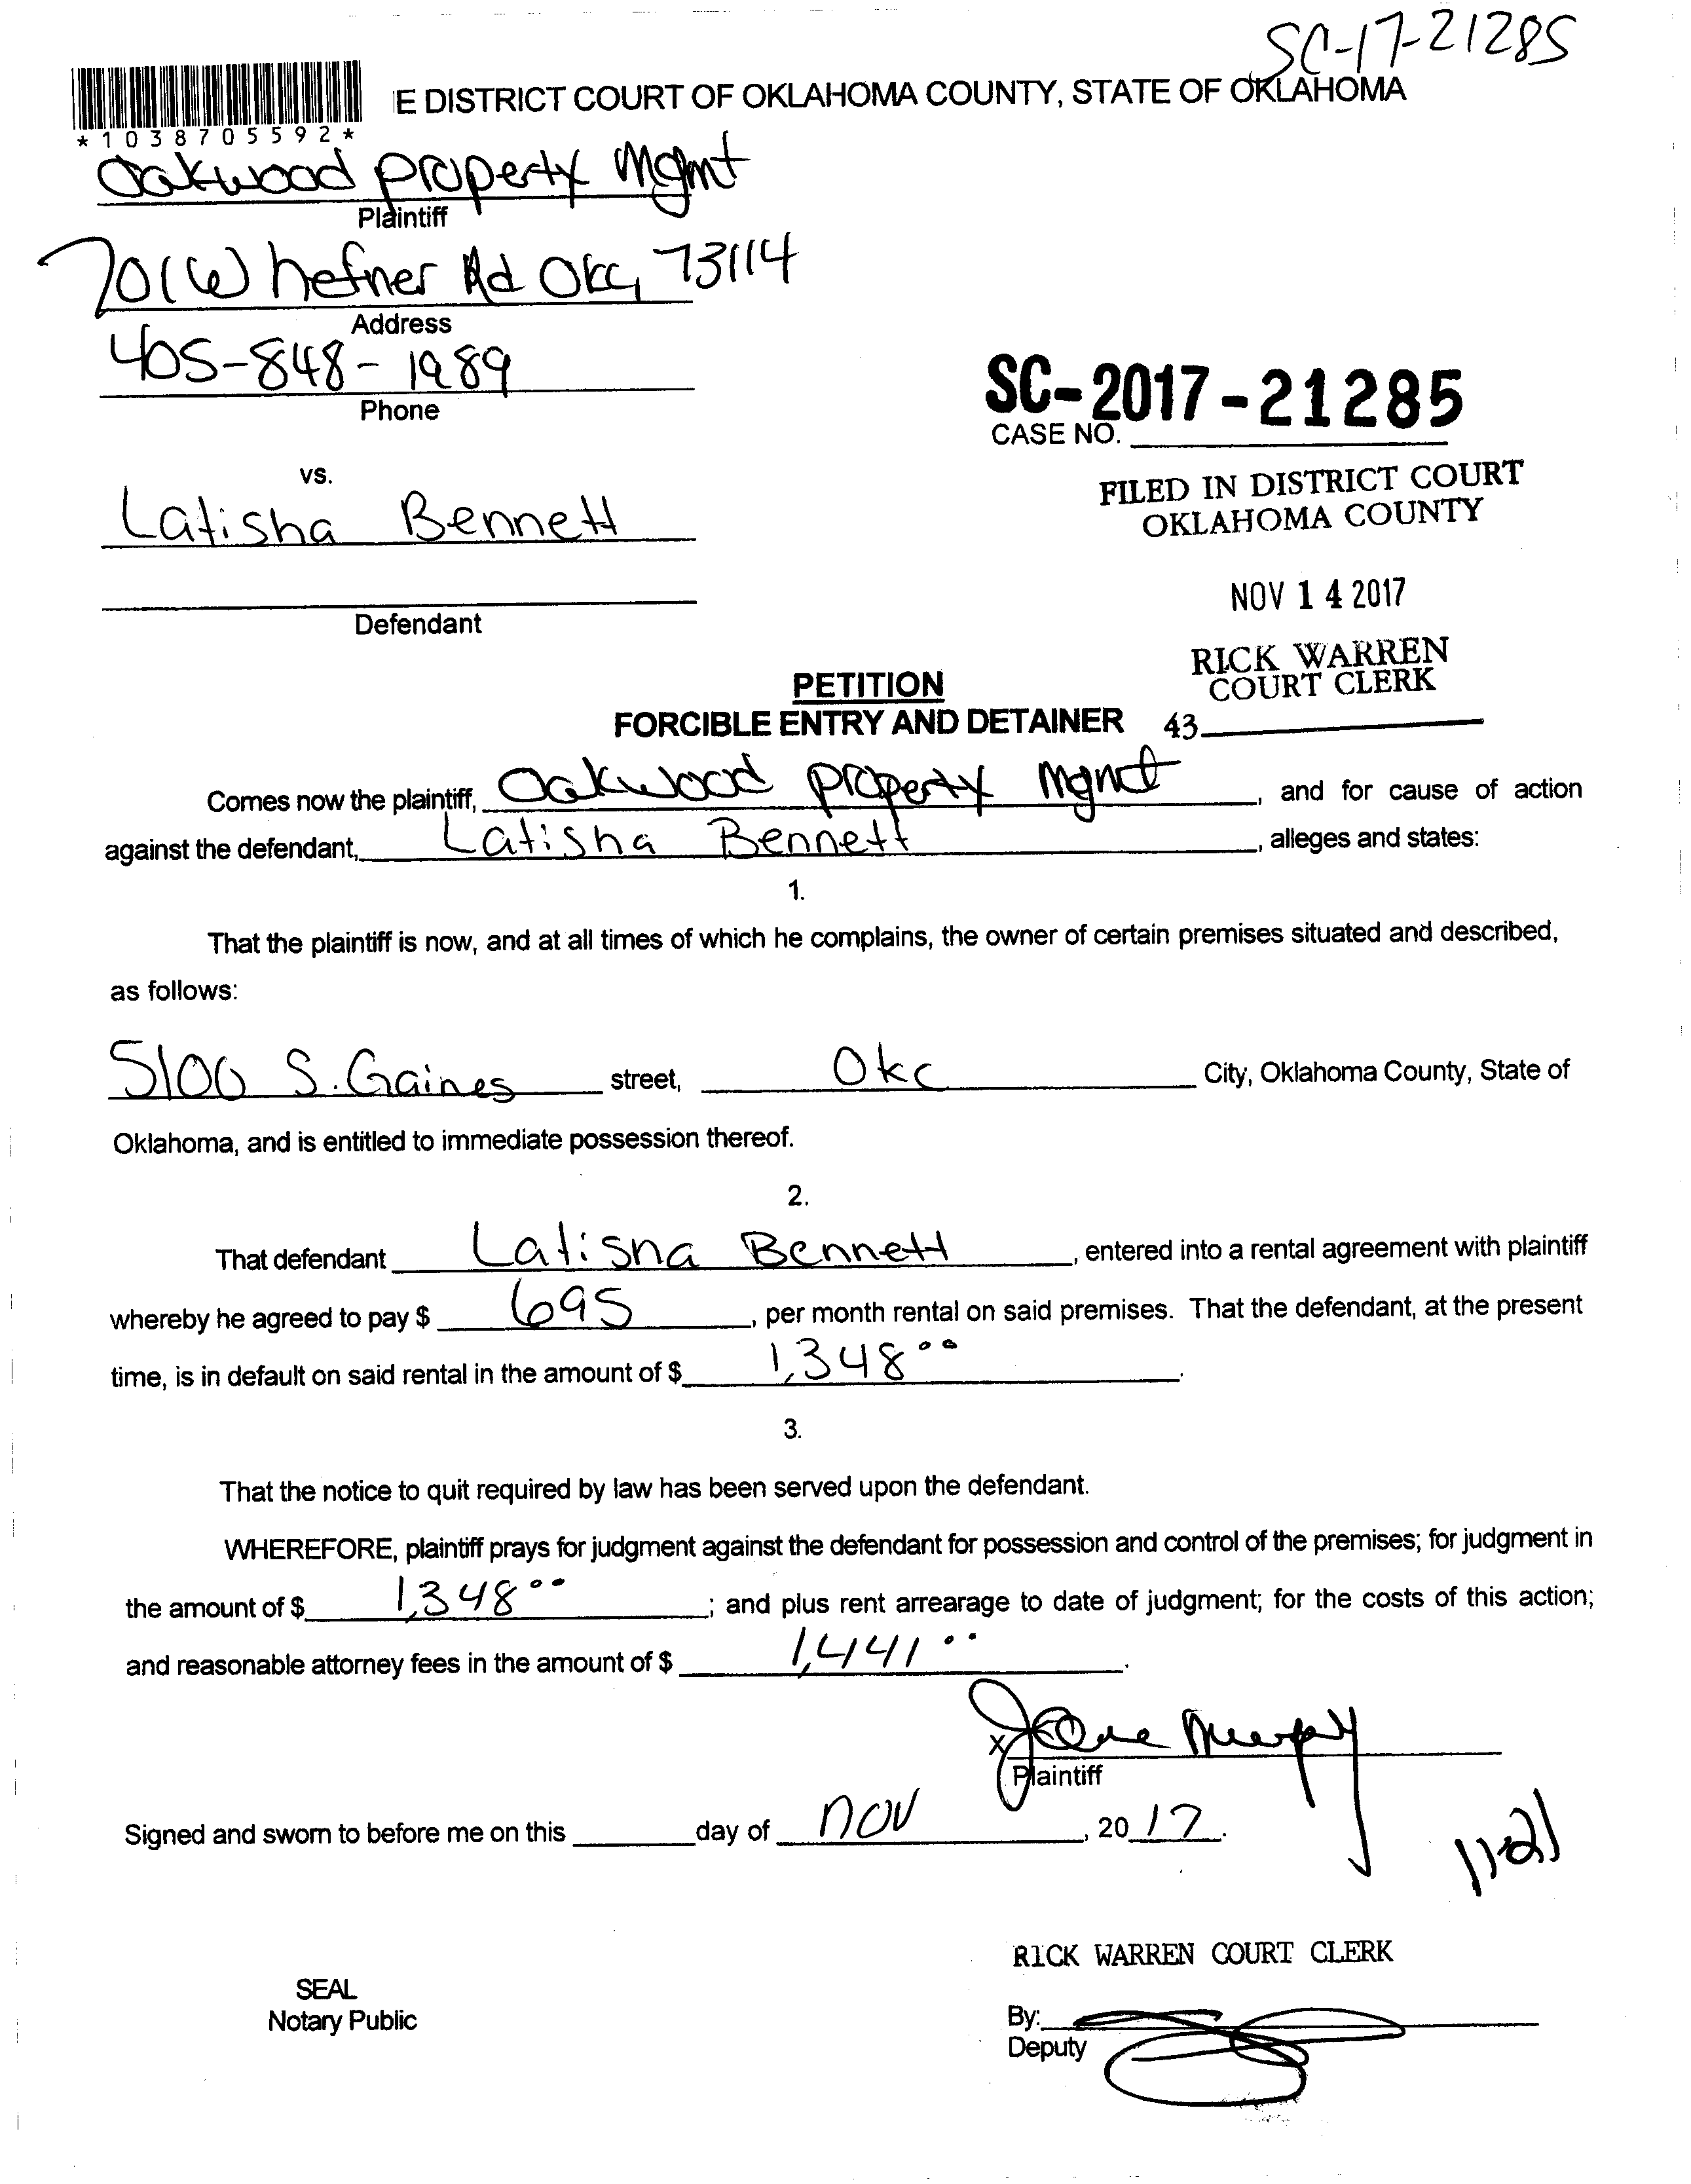 SC-17-21285
E DISTRICT COURT OF OKLAHOMA COUNTY, STATE OF OKLAHOMA
*1038705592*
Oakwood Property Mgmt
Plaintiff
701 W hefner Rd Okc, 73114
Address
405-848-1989
Phone
SC-2017-21285
CASE NO.
vs.
FILED IN DISTRICT COURT
OKLAHOMA COUNTY
Latisha Bennett
NOV 14 2017
Defendant
RICK WARREN
COURT CLERK
PETITION
FORCIBLE ENTRY AND DETAINER 43
Comes now the plaintiff, Oakwood Property Mgnt, and for cause of action
against the defendant, Latisha Bennett, alleges and states:
1.
That the plaintiff is now, and at all times of which he complains, the owner of certain premises situated and described,
as follows:
5100 S. Gaines street, Okc City, Oklahoma County, State of
Oklahoma, and is entitled to immediate possession thereof.
2.
That defendant Latisha Bennett, entered into a rental agreement with plaintiff
whereby he agreed to pay $ 695, per month rental on said premises. That the defendant, at the present
time, is in default on said rental in the amount of $ 1,348 00.
3.
That the notice to quit required by law has been served upon the defendant.
WHEREFORE, plaintiff prays for judgment against the defendant for possession and control of the premises; for judgment in
the amount of $ 1,348 00; and plus rent arrearage to date of judgment; for the costs of this action;
and reasonable attorney fees in the amount of $ 1,441 00.
x
Plaintiff
Signed and sworn to before me on this day of nov, 2017.
11-21
RICK WARREN COURT CLERK
SEAL
Notary Public
By:
Deputy